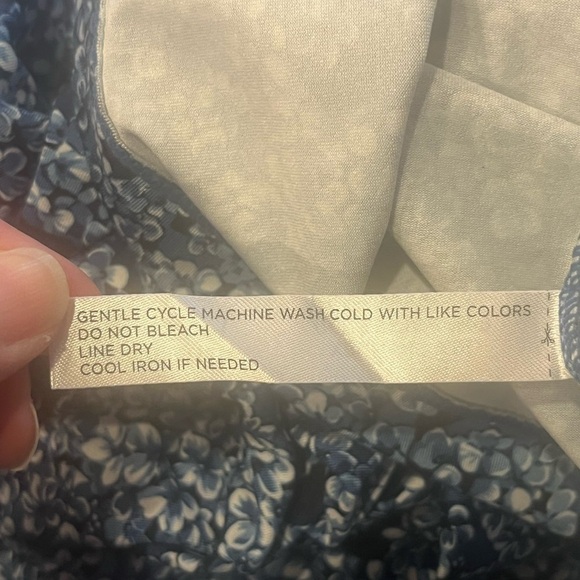 GENTLE CYCLE MACHINE WASH COLD WITH LIKE COLORS
DO NOT BLEACH
LINE DRY
COOL IRON IF NEEDED